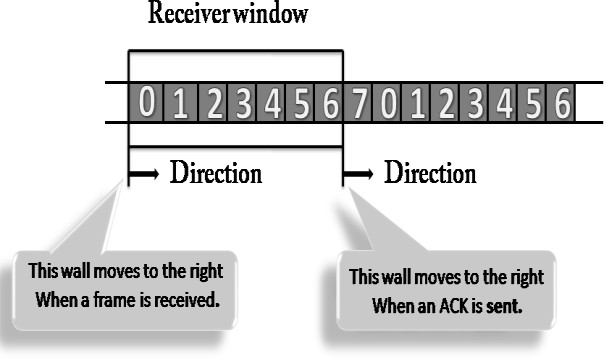 Receiver window
0 1 2 3 4 5 6 7 0 1 2 3 4 5 6
Direction
Direction
This wall moves to the right
When a frame is received.
This wall moves to the right
When an ACK is sent.